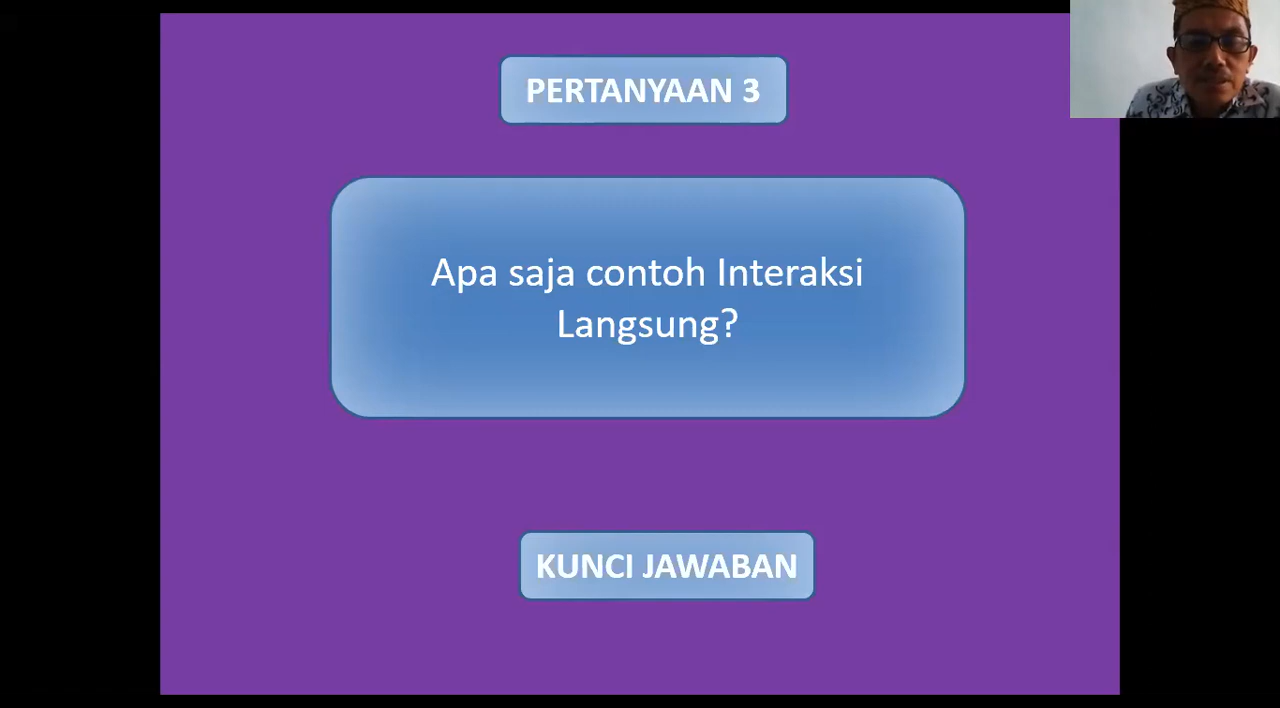 PERTANYAAN 3
Apa saja contoh Interaksi
Langsung?
KUNCI JAWABAN